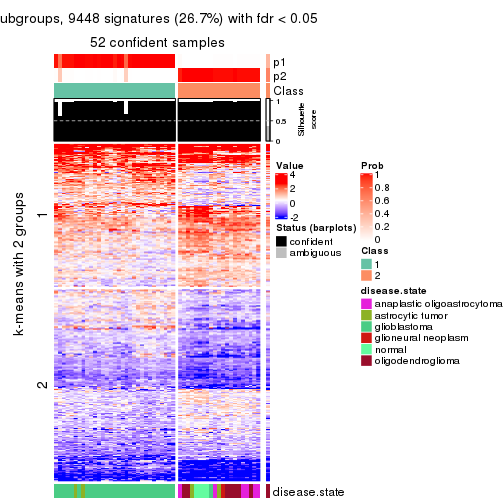 ubgroups, 9448 signatures (26.7%) with fdr < 0.05
52 confident samples
p1
p2
Class
1
0.5
0
Silhouette
score
k-means with 2 groups
1
2
Value
4
2
0
-2
Status (barplots)
confident
ambiguous
Prob
1
0.8
0.6
0.4
0.2
0
Class
1
2
disease.state
anaplastic oligoastrocytoma
astrocytic tumor
glioblastoma
glioneural neoplasm
normal
oligodendroglioma
disease.state